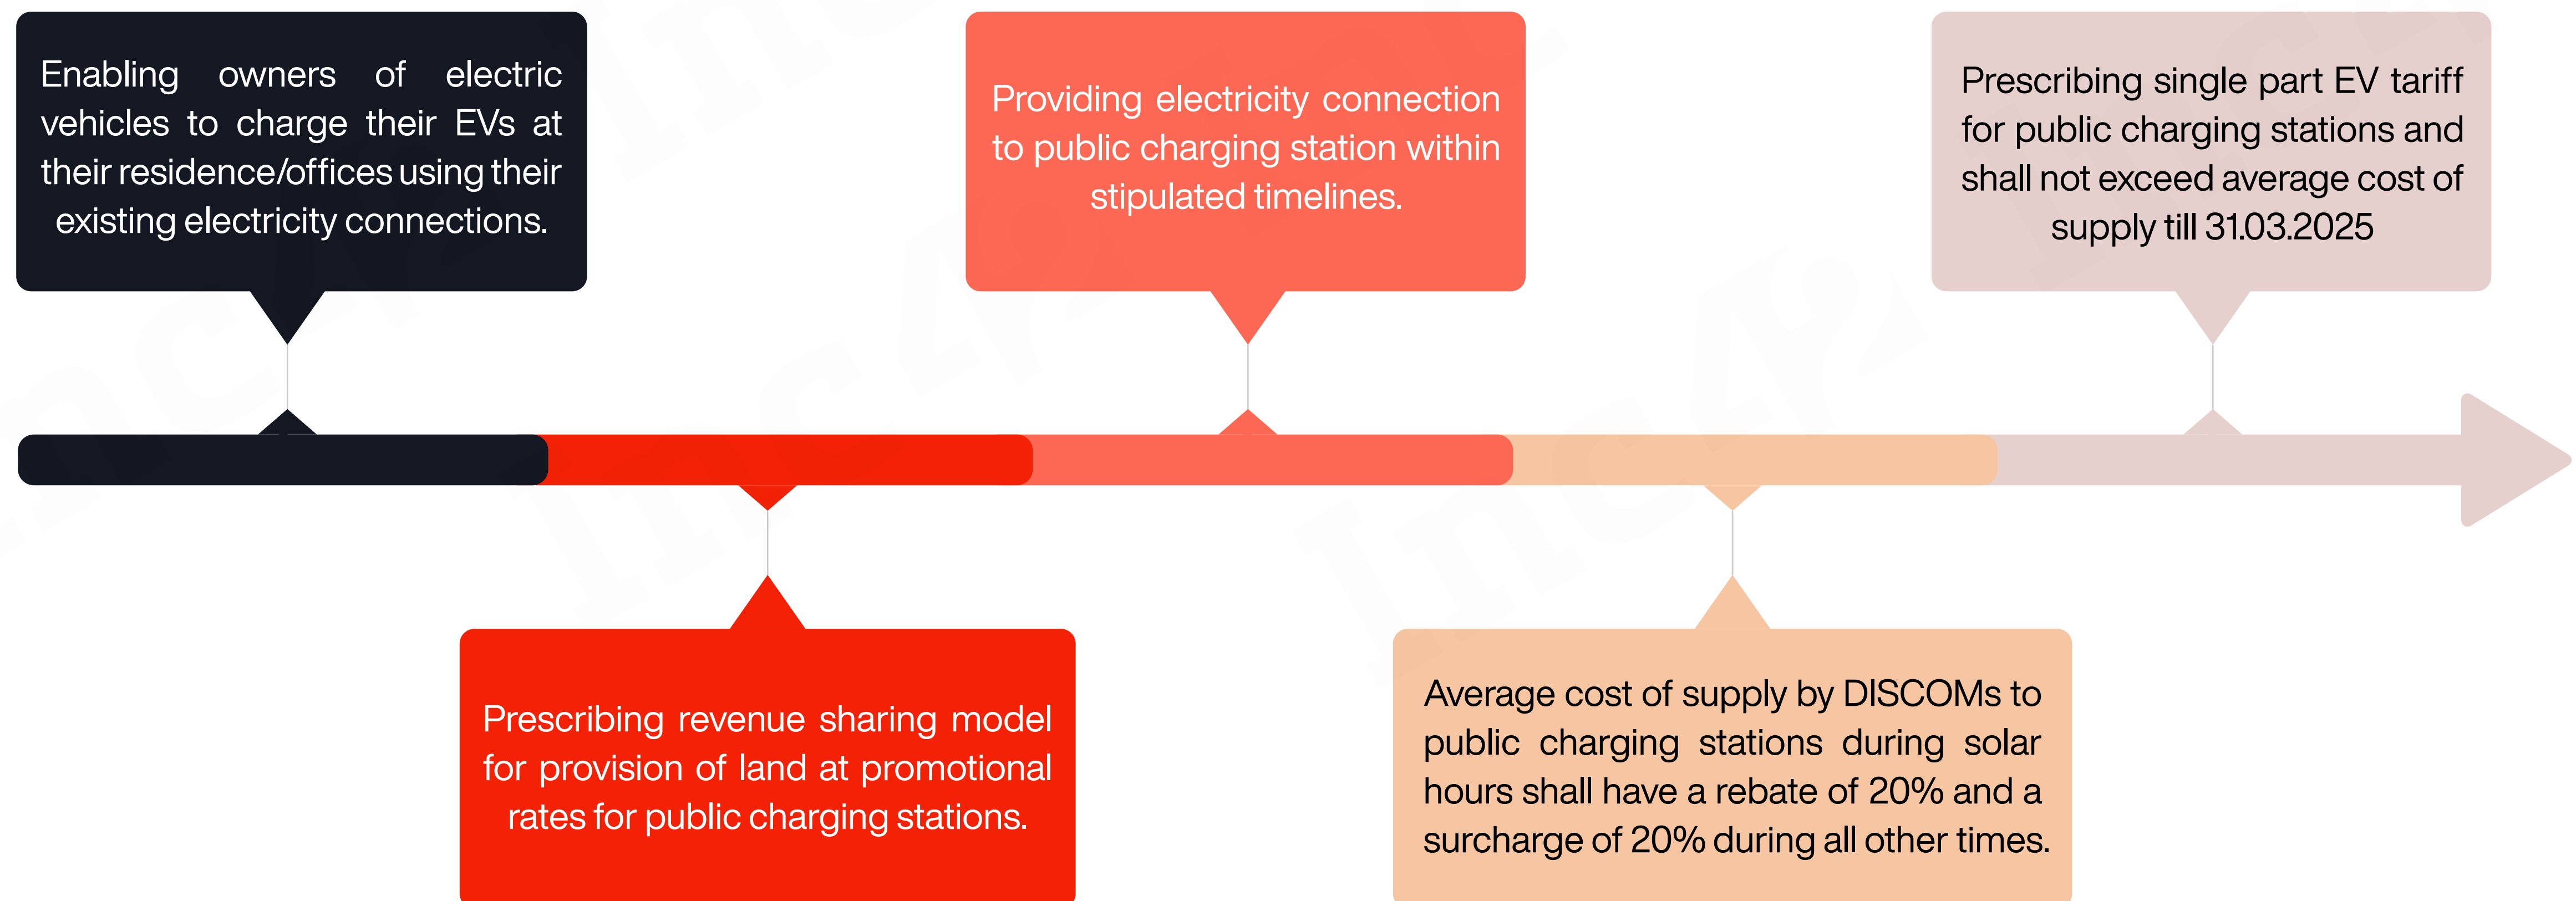 Enabling owners of electric
vehicles to charge their EVs at
their residence/offices using their
existing electricity connections.
Prescribing revenue sharing model
for provision of land at promotional
rates for public charging stations.
Providing electricity connection
to public charging station within
stipulated timelines.
Average cost of supply by DISCOMs to
public charging stations during solar
hours shall have a rebate of 20% and a
surcharge of 20% during all other times.
Prescribing single part EV tariff
for public charging stations and
shall not exceed average cost of
supply till 31.03.2025
Inc42
Inc42
Inc42